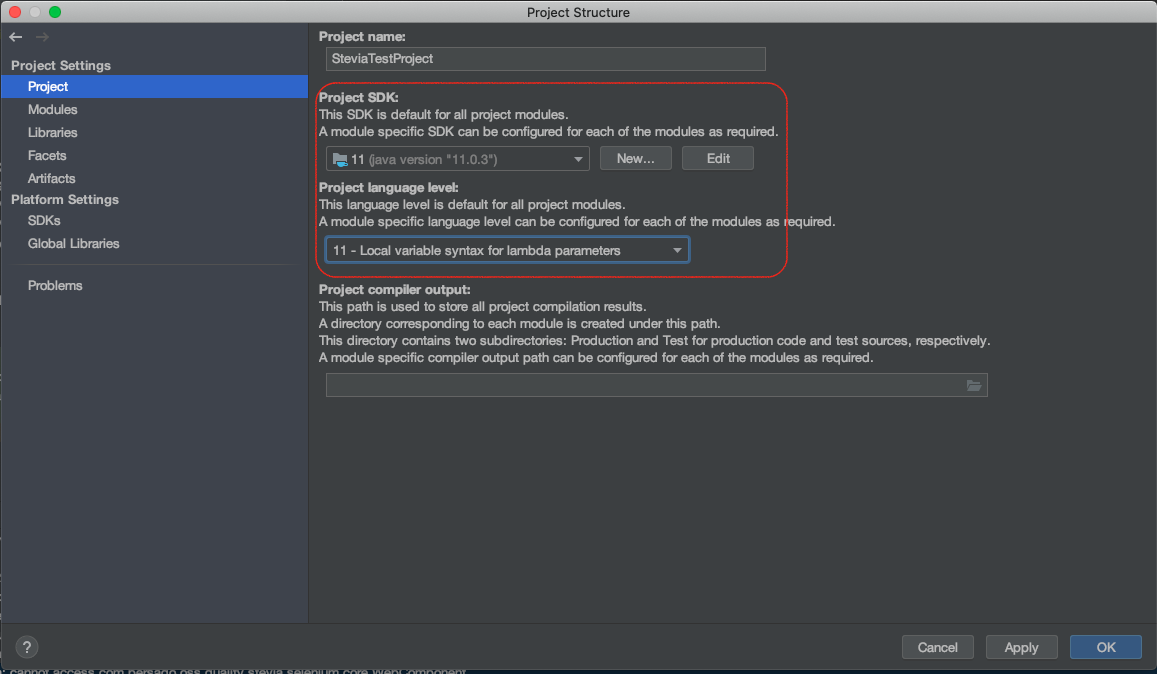 Project Structure
Project Settings
Project
Modules
Libraries
Facets
Artifacts
Platform Settings
SDKs
Global Libraries
Problems
Project name:
SteviaTestProject
Project SDK:
This SDK is default for all project modules.
A module specific SDK can be configured for each of the modules as required.
11 (java version "11.0.3")
New...
Edit
Project language level:
This language level is default for all project modules.
A module specific language level can be configured for each of the modules as required.
11 - Local variable syntax for lambda parameters
Project compiler output:
This path is used to store all project compilation results.
A directory corresponding to each module is created under this path.
This directory contains two subdirectories: Production and Test for production code and test sources, respectively.
A module specific compiler output path can be configured for each of the modules as required.
?
Cancel
Apply
OK
cannot access com.persado.oss.quality.stevia.selenium.core.WebComponent